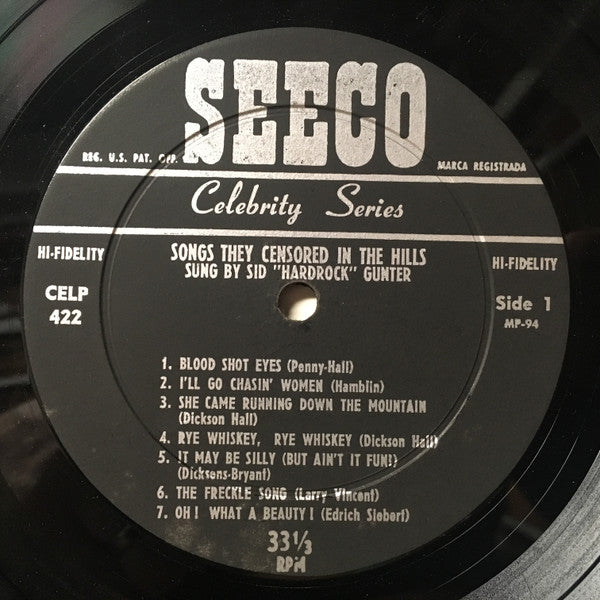 SEECO
REG. U.S. PAT. OFF.
MARCA REGISTRADA
Celebrity Series
SONGS THEY CENSORED IN THE HILLS
SUNG BY SID "HARDROCK" GUNTER
HI-FIDELITY
HI-FIDELITY
CELP
422
Side 1
MP-94
1. BLOOD SHOT EYES (Penny-Hall)
2. I'LL GO CHASIN' WOMEN (Hamblin)
3. SHE CAME RUNNING DOWN THE MOUNTAIN
(Dickson Hall)
4. RYE WHISKEY, RYE WHISKEY (Dickson Hall)
5. IT MAY BE SILLY (BUT AIN'T IT FUN!)
(Dicksons-Bryant)
6. THE FRECKLE SONG (Larry Vincent)
7. OH! WHAT A BEAUTY! (Edrich Siebert)
33 1/3
RPM